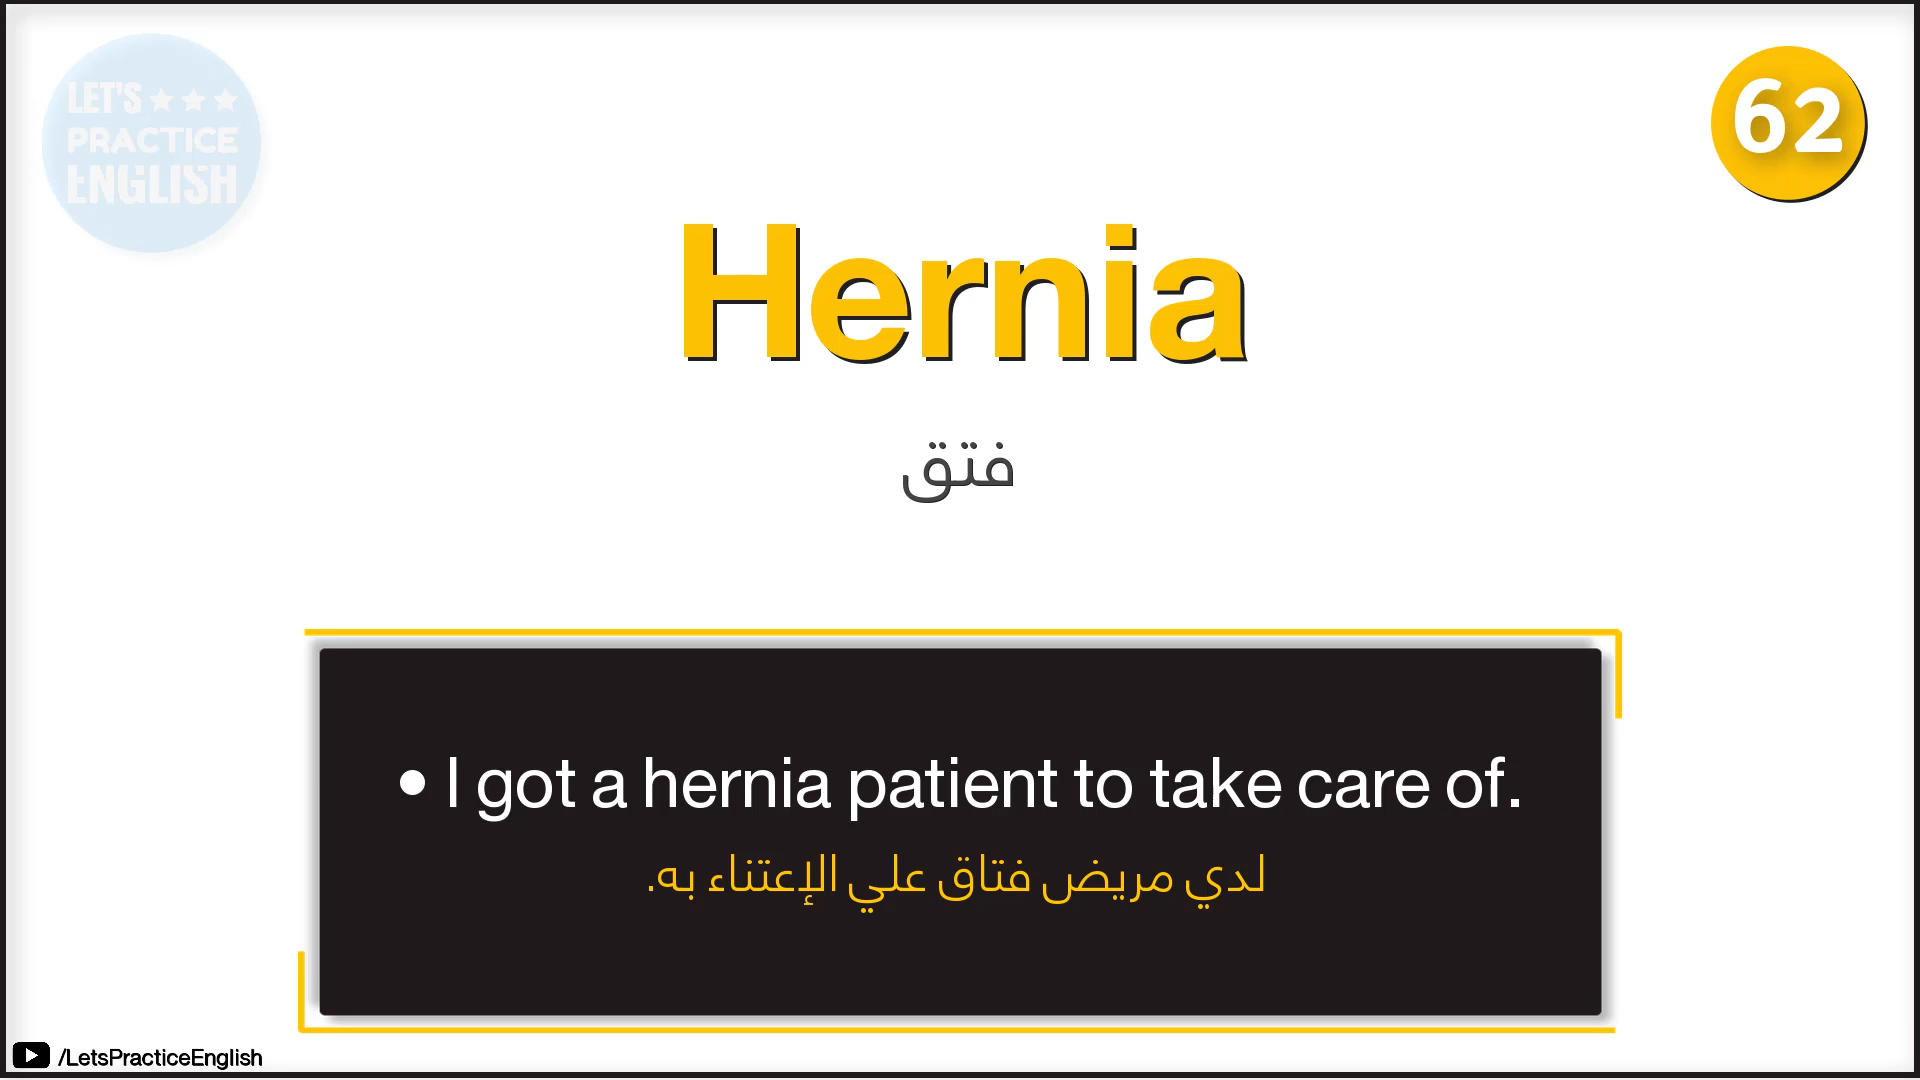 LET'S
PRACTICE
ENGLISH
62
Hernia
فتق
• I got a hernia patient to take care of.
لدي مريض فتاق علي الإعتناء به.
/LetsPracticeEnglish